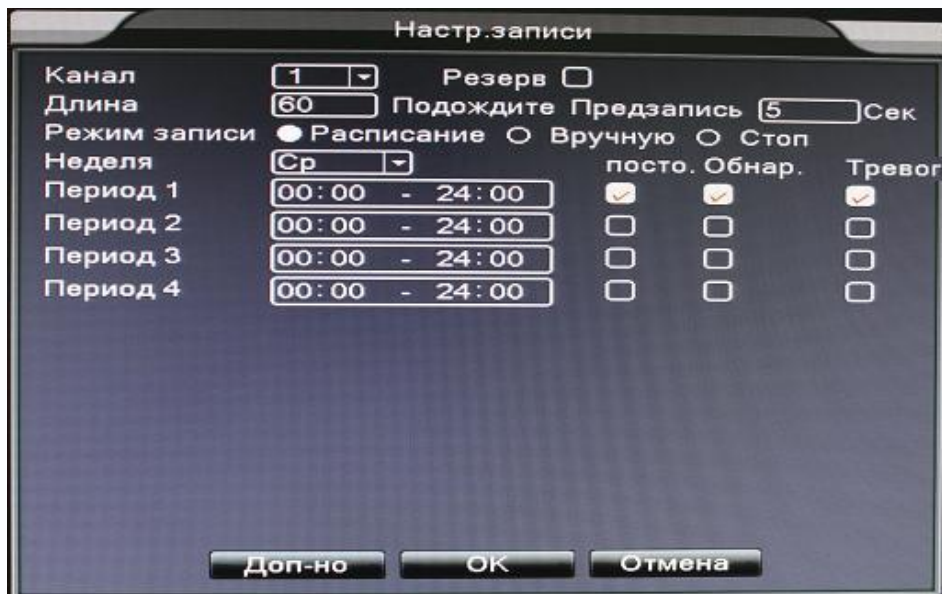 Настр.записи
Канал 1 Резерв
Длина 60 Подождите Предзапись 5 Сек
Режим записи Расписание Вручную Стоп
Неделя Ср посто. Обнар. Тревог
Период 1 00:00 - 24:00
Период 2 00:00 - 24:00
Период 3 00:00 - 24:00
Период 4 00:00 - 24:00
Доп-но ОК Отмена